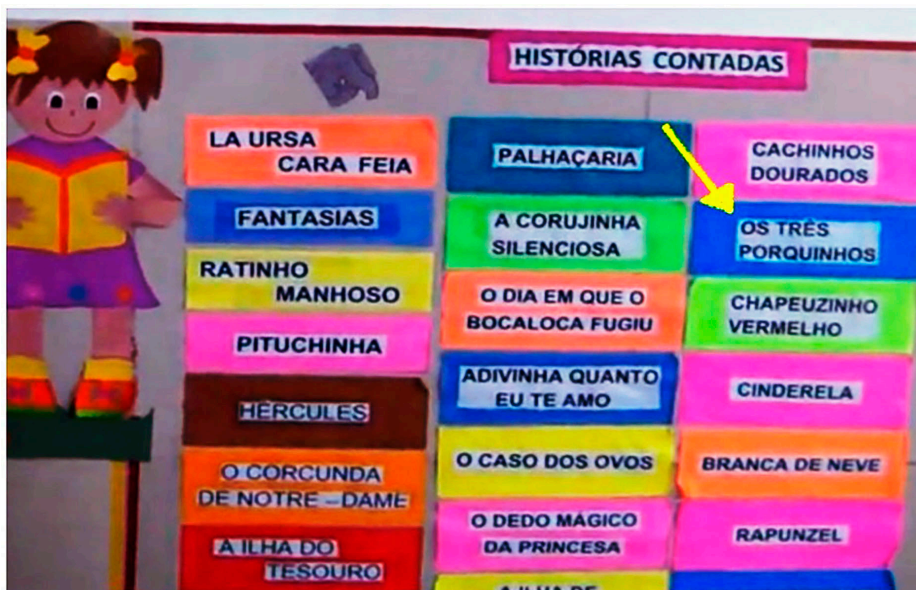 HISTÓRIAS CONTADAS
LA URSA
CARA FEIA
FANTASIAS
RATINHO
MANHOSO
PITUCHINHA
HÉRCULES
O CORCUNDA
DE NOTRE – DAME
A ILHA DO
TESOURO
PALHAÇARIA
A CORUJINHA
SILENCIOSA
O DIA EM QUE O
BOCALOCA FUGIU
ADIVINHA QUANTO
EU TE AMO
O CASO DOS OVOS
O DEDO MÁGICO
DA PRINCESA
A ILHA DE
CACHINHOS
DOURADOS
OS TRÊS
PORQUINHOS
CHAPEUZINHO
VERMELHO
CINDERELA
BRANCA DE NEVE
RAPUNZEL